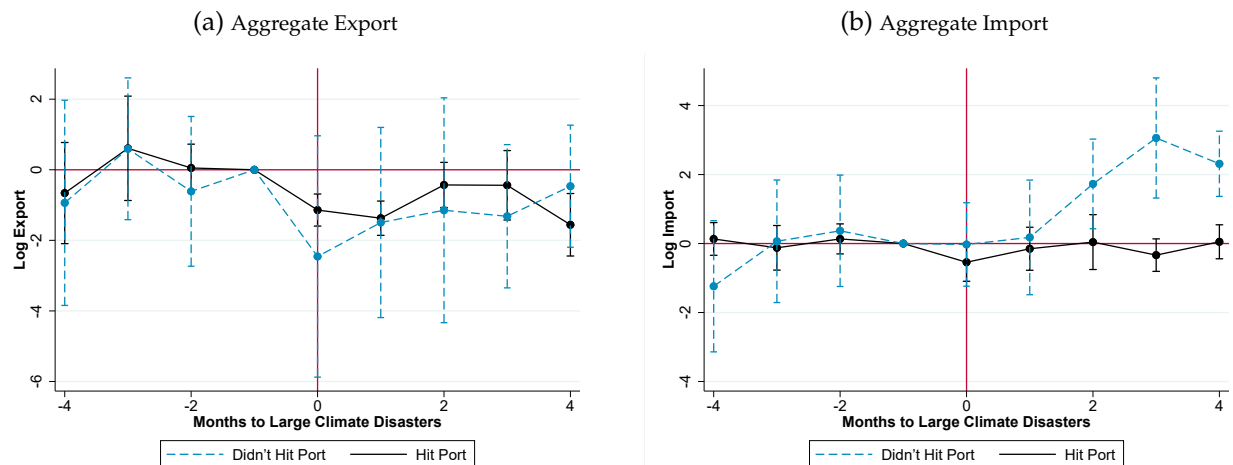 (a) Aggregate Export
Log Export
2
0
-2
-4
-6
-4
-2
0
2
4
Months to Large Climate Disasters
Didn't Hit Port
Hit Port
(b) Aggregate Import
Log Import
4
2
0
-2
-4
-4
-2
0
2
4
Months to Large Climate Disasters
Didn't Hit Port
Hit Port